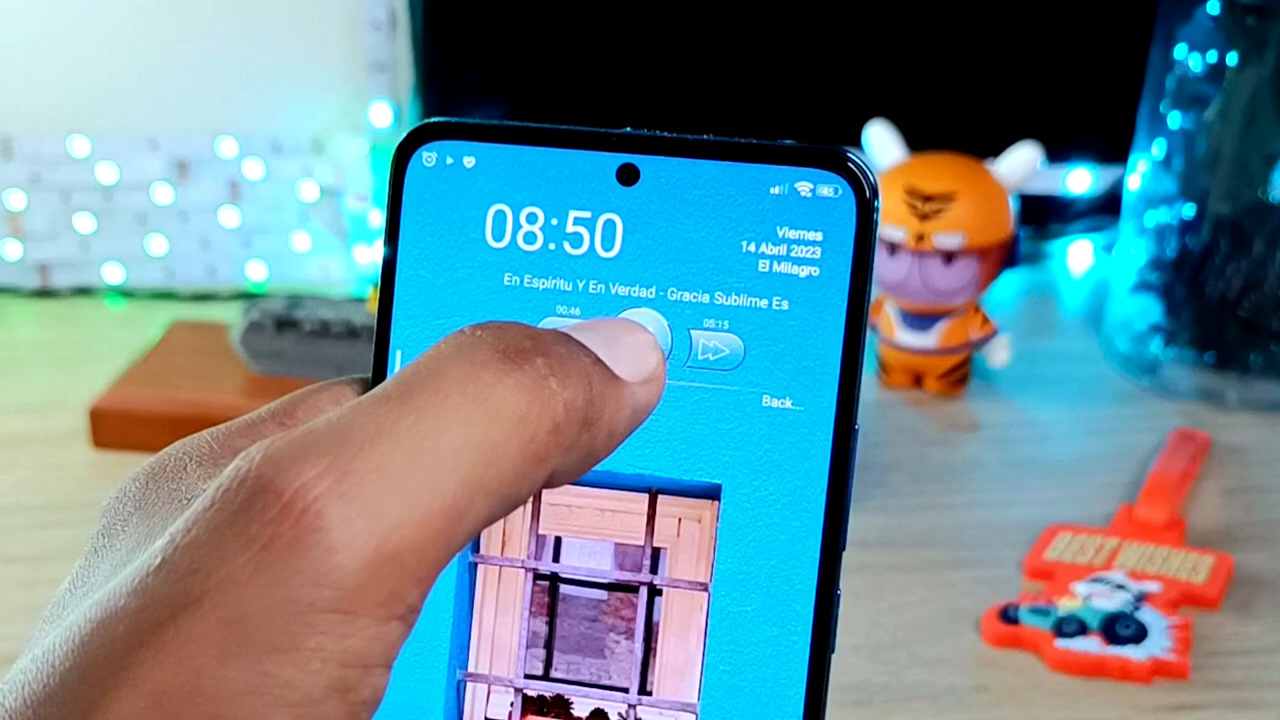 08:50
Viernes
14 Abril 2023
El Milagro
En Espíritu Y En Verdad - Gracia Sublime Es
00:46
05:15
Back...
BEST WISHES